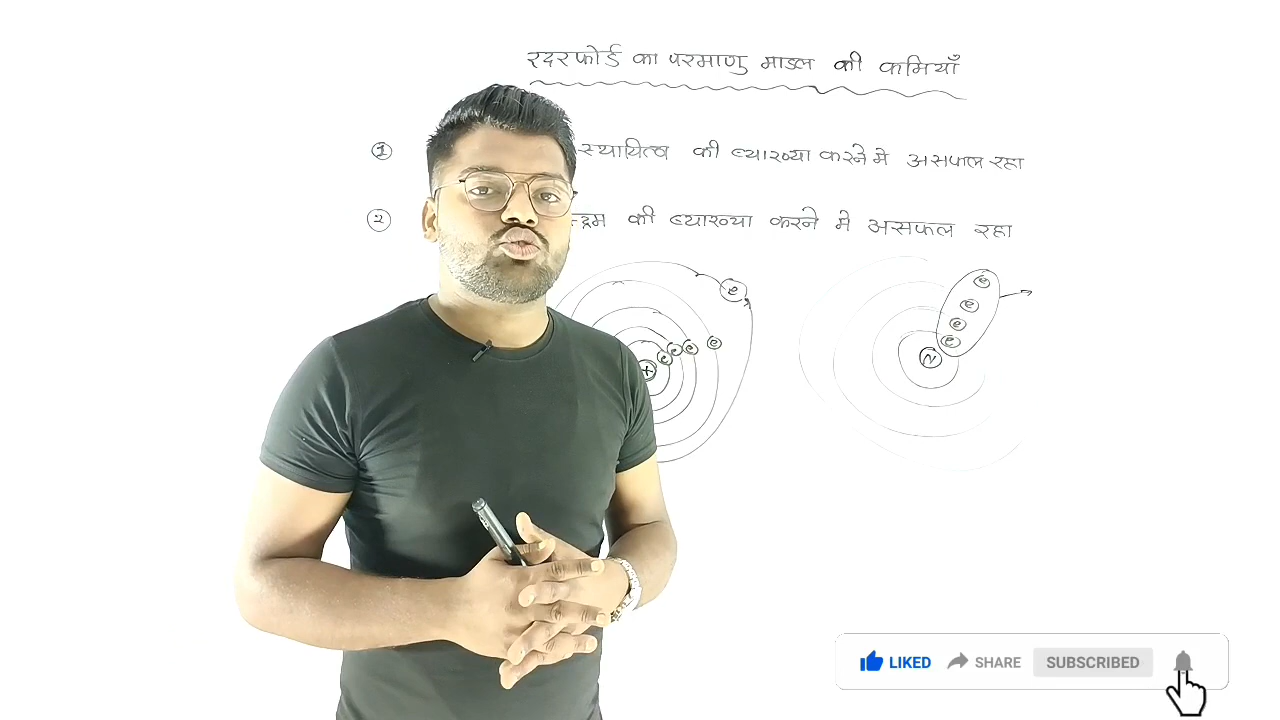 रदरफोर्ड का परमाणु माडल की कमियाँ
① स्थायित्व की व्याख्या करने मे असफल रहा
② की व्याख्या करने मे असफल रहा
e
e
e
e
e
e
e
e
e
+
N
LIKED SHARE SUBSCRIBED